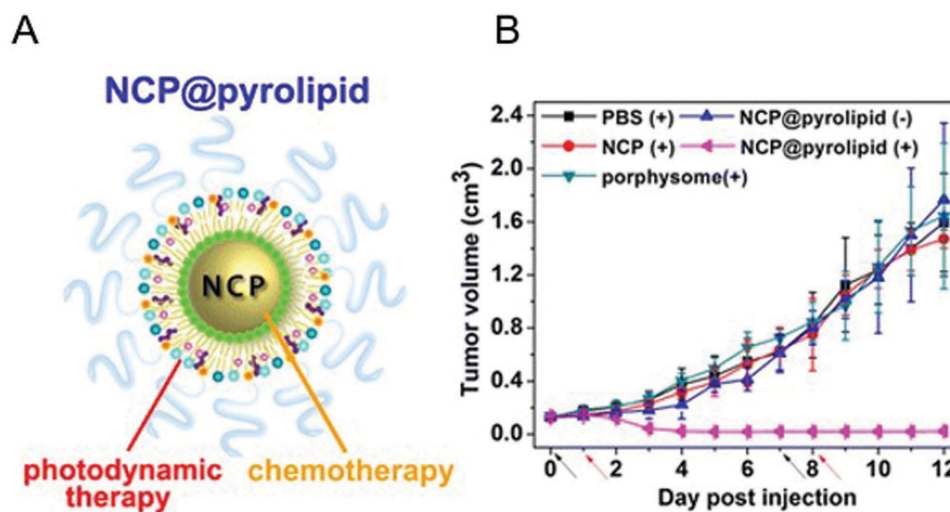 A
NCP@pyrolipid
NCP
photodynamic
therapy
chemotherapy
B
PBS (+)
NCP@pyrolipid (-)
NCP (+)
NCP@pyrolipid (+)
porphysome(+)
Tumor volume (cm³)
2.4
2.0
1.6
1.2
0.8
0.4
0.0
0 2 4 6 8 10 12
Day post injection